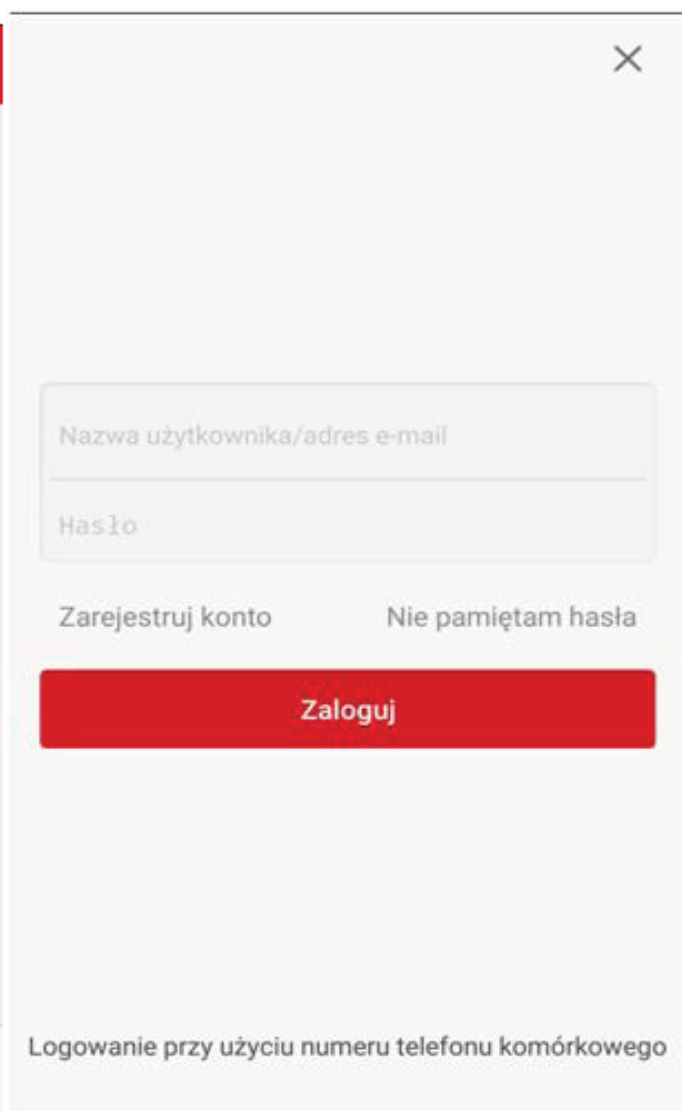 Nazwa użytkownika/adres e-mail
Hasło
Zarejestruj konto Nie pamiętam hasła
Zaloguj
Logowanie przy użyciu numeru telefonu komórkowego